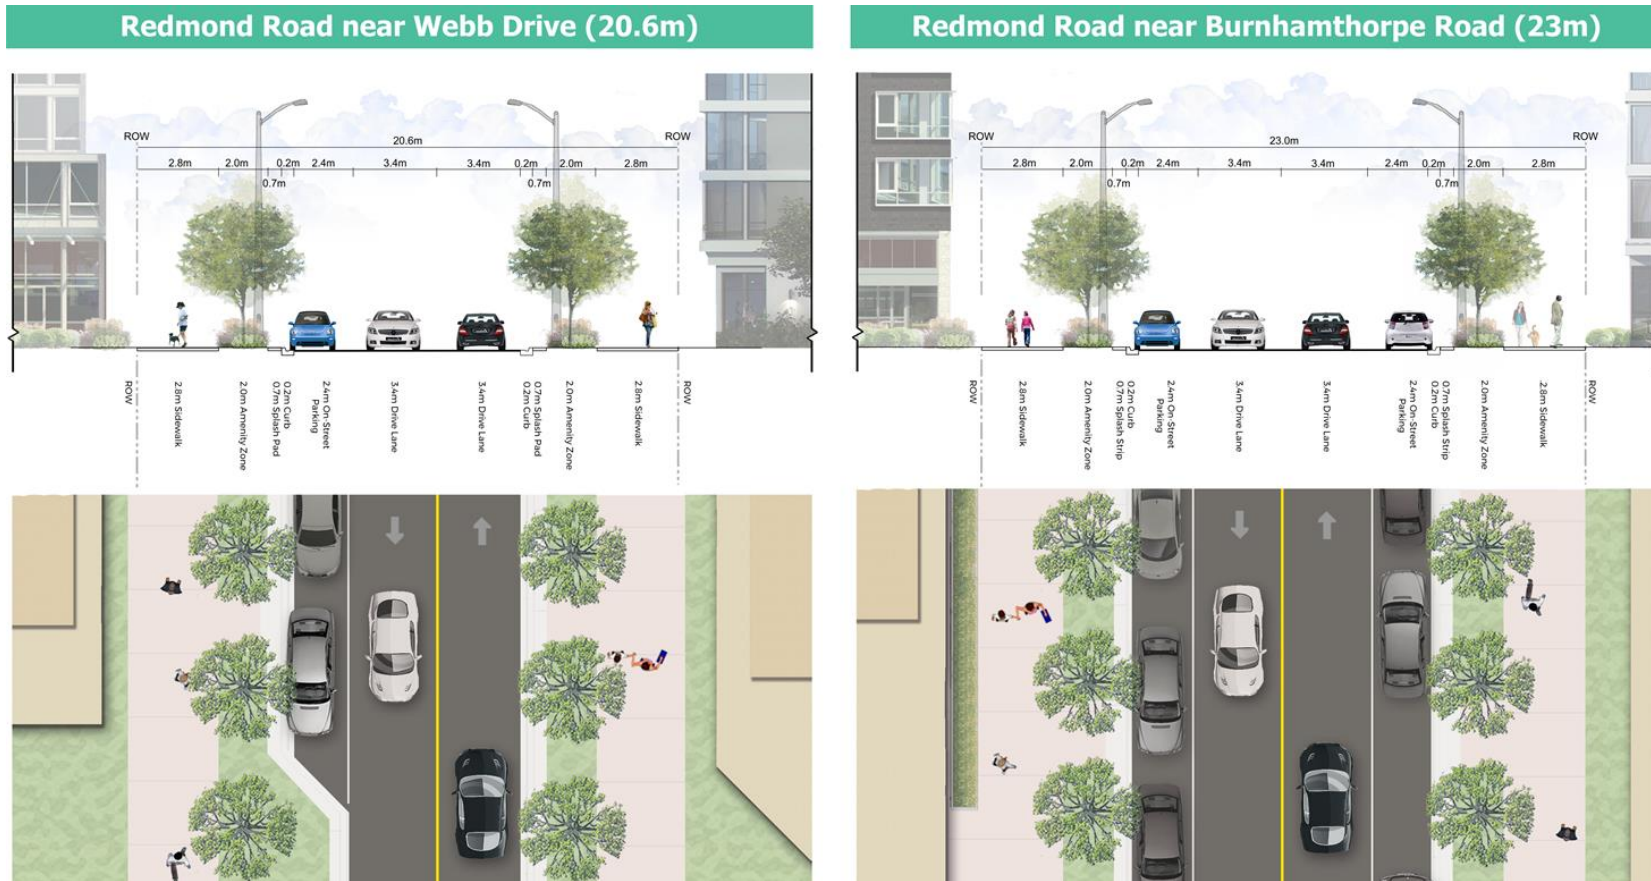 Redmond Road near Webb Drive (20.6m)
ROW
20.6m
ROW
2.8m 2.0m 0.2m 2.4m 3.4m 3.4m 0.2m 2.0m 2.8m
0.7m 0.7m
ROW
2.8m Sidewalk
2.0m Amenity Zone
0.7m Splash Pad
0.2m Curb
2.4m On-Street
Parking
3.4m Drive Lane
3.4m Drive Lane
0.2m Curb
0.7m Splash Pad
2.0m Amenity Zone
2.8m Sidewalk
ROW
Redmond Road near Burnhamthorpe Road (23m)
ROW
23.0m
ROW
2.8m 2.0m 0.2m 2.4m 3.4m 3.4m 2.4m 0.2m 2.0m 2.8m
0.7m 0.7m
ROW
2.8m Sidewalk
2.0m Amenity Zone
0.7m Splash Strip
0.2m Curb
2.4m On-Street
Parking
3.4m Drive Lane
3.4m Drive Lane
2.4m On-Street
Parking
0.2m Curb
0.7m Splash Strip
2.0m Amenity Zone
2.8m Sidewalk
ROW